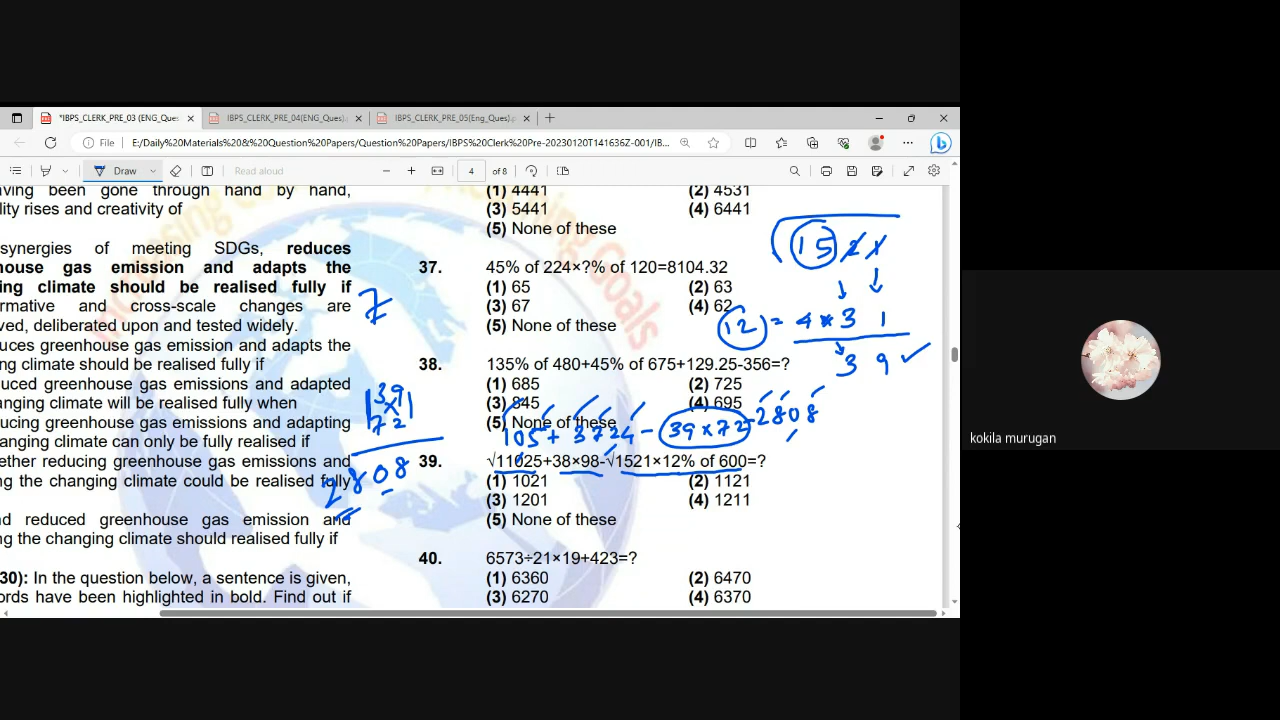 *IBPS_CLERK_PRE_03 (ENG_Ques
IBPS_CLERK_PRE_04(ENG_Ques).p
IBPS_CLERK_PRE_05(Eng_Ques).p
File
E:/Daily%20Materials%20&%20Question%20Papers/Question%20Papers/IBPS%20Clerk%20Pre-20230120T141636Z-001/IB...
Draw
Read aloud
4
of 8
aving been gone through hand by hand,
lity rises and creativity of
synergies of meeting SDGs, reduces
house gas emission and adapts the
ing climate should be realised fully if
ormative and cross-scale changes are
ved, deliberated upon and tested widely.
uces greenhouse gas emission and adapts the
ng climate should be realised fully if
uced greenhouse gas emissions and adapted
hanging climate will be realised fully when
ducing greenhouse gas emission and adapting
changing climate can only be fully realised if
ether reducing greenhouse gas emissions and
ng the changing climate could be realised fully
nd reduced greenhouse gas emission and
ng the changing climate should realised fully if
30): In the question below, a sentence is given,
ords have been highlighted in bold. Find out if
7
39
72
2808
(1) 4441 (2) 4531
(3) 5441 (4) 6441
(5) None of these
37. 45% of 224×?% of 120=8104.32
(1) 65 (2) 63
(3) 67 (4) 62
(5) None of these
38. 135% of 480+45% of 675+129.25-356=?
(1) 685 (2) 725
(3) 845 (4) 695
(5) None of these
105 + 3724 - 39×72 -2808
39. √11025+38×98-√1521×12% of 600=?
(1) 1021 (2) 1121
(3) 1201 (4) 1211
(5) None of these
40. 6573÷21×19+423=?
(1) 6360 (2) 6470
(3) 6270 (4) 6370
1521
12 = 4 * 3 1
3 9
kokila murugan